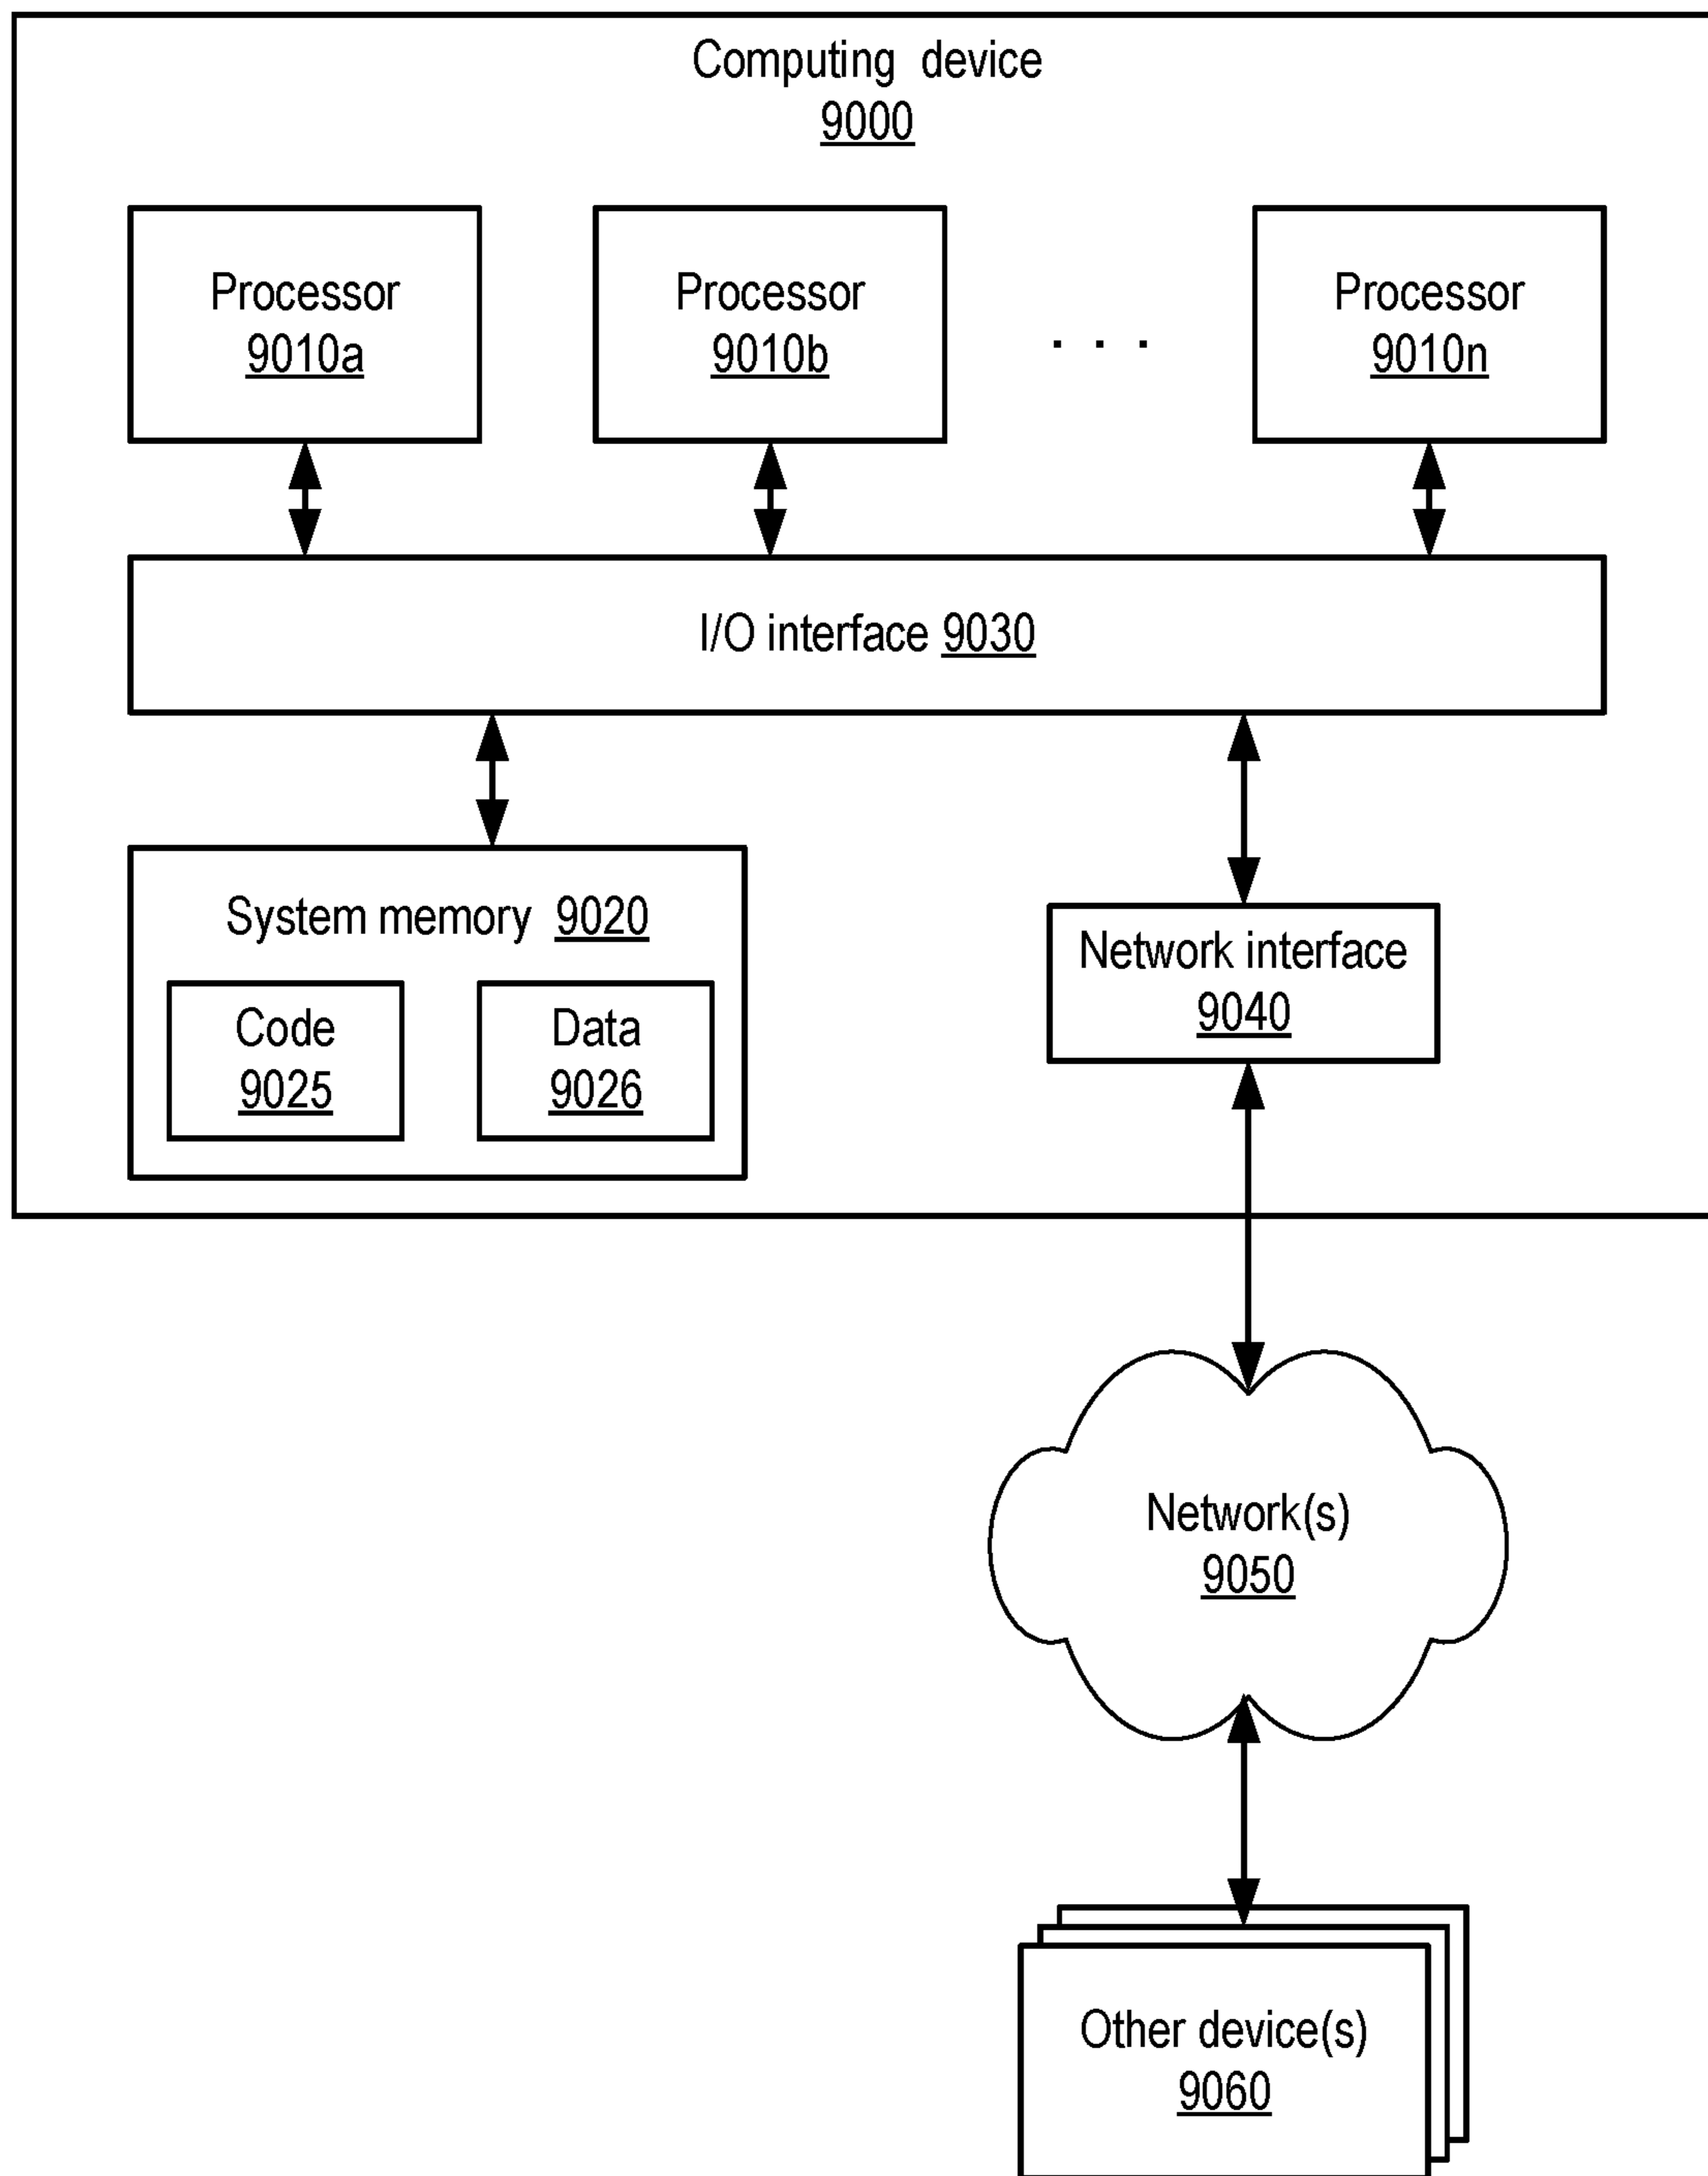 Computing device
9000
Processor
9010a
Processor
9010b
. . .
Processor
9010n
I/O interface 9030
System memory 9020
Code
9025
Data
9026
Network interface
9040
Network(s)
9050
Other device(s)
9060